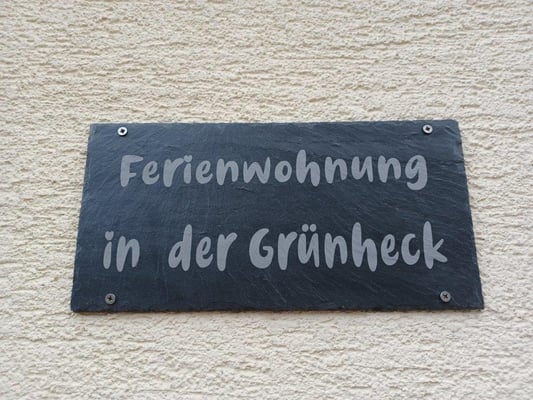 Ferienwohnung
in der Grünheck